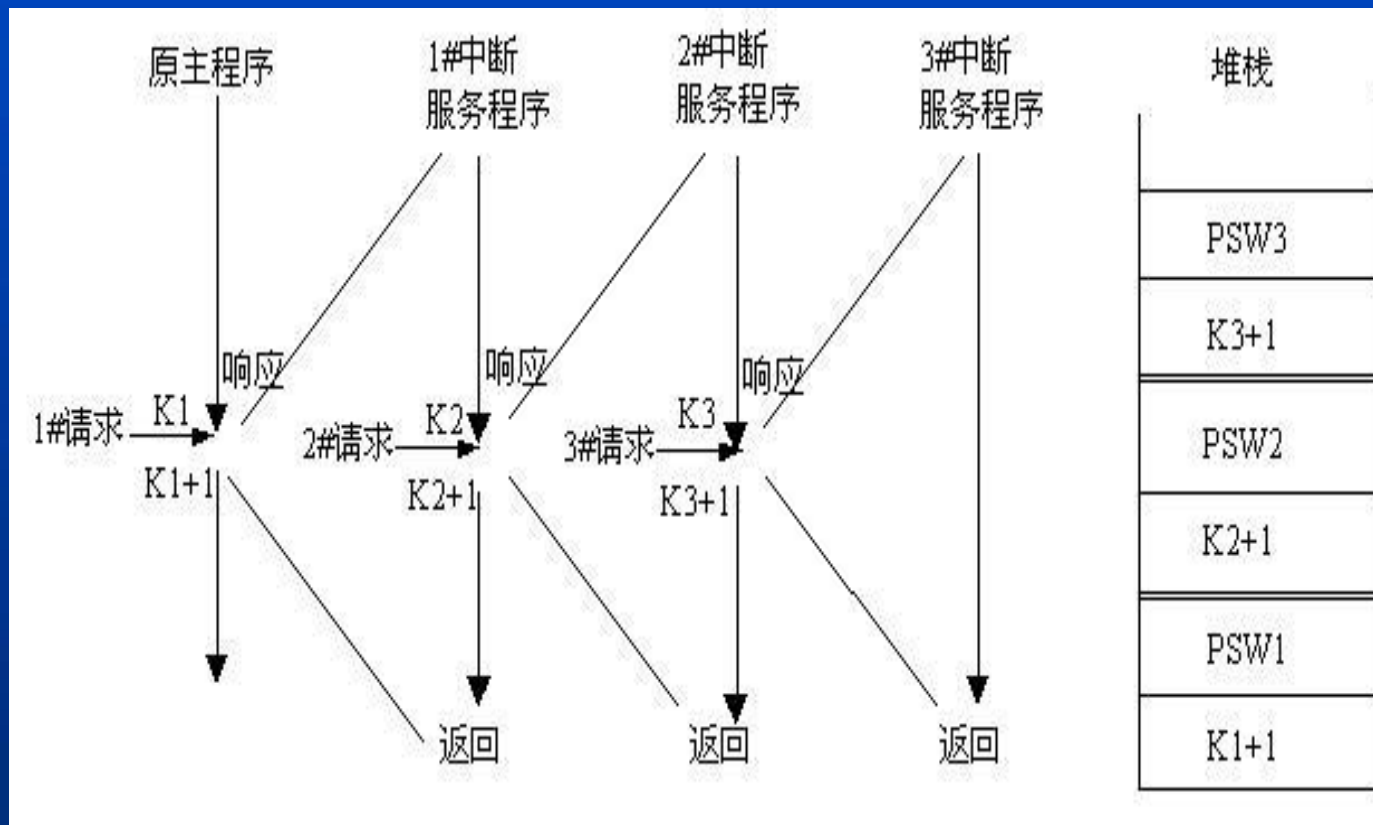 原主程序
1#中断
服务程序
2#中断
服务程序
3#中断
服务程序
堆栈
响应
响应
响应
1#请求
K1
K1+1
2#请求
K2
K2+1
3#请求
K3
K3+1
返回
返回
返回
PSW3
K3+1
PSW2
K2+1
PSW1
K1+1